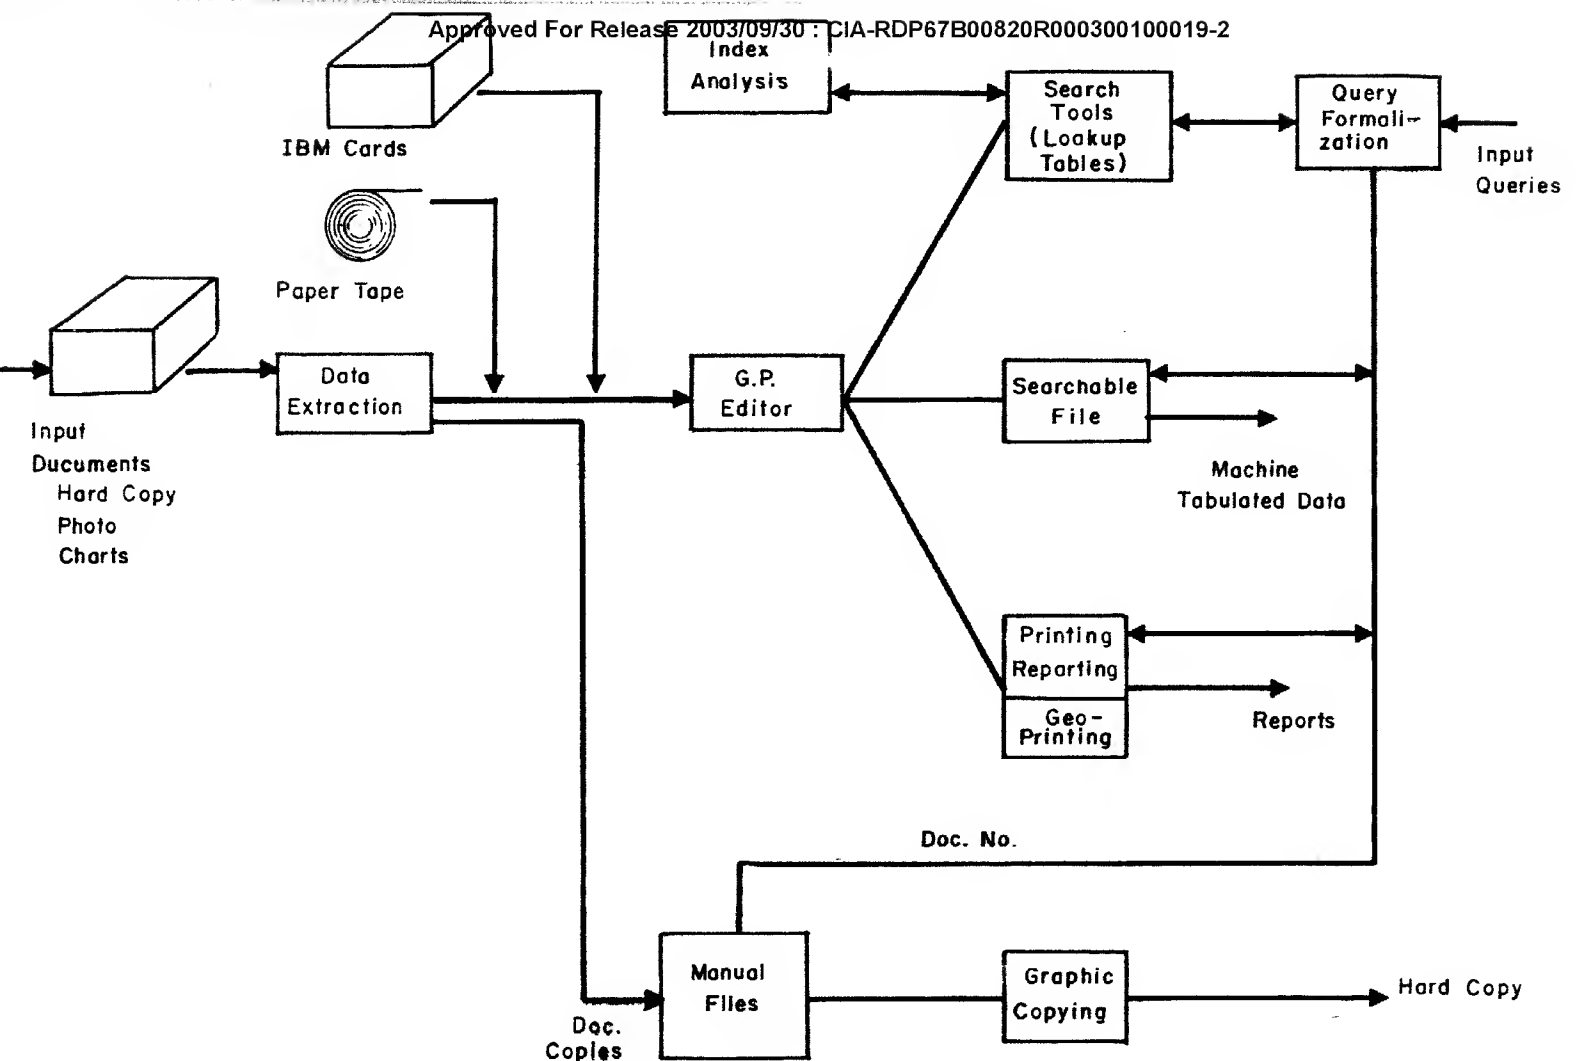 Approved For Release 2003/09/30 : CIA-RDP67B00820R000300100019-2
Index
Analysis
IBM Cards
Search
Tools
(Lookup
Tables)
Query
Formali-
zation
Input
Queries
Paper Tape
Data
Extraction
G.P.
Editor
Searchable
File
Input
Ducuments
Hard Copy
Photo
Charts
Machine
Tabulated Data
Printing
Reporting
Geo-
Printing
Reports
Doc. No.
Manual
Files
Graphic
Copying
Hard Copy
Doc.
Copies